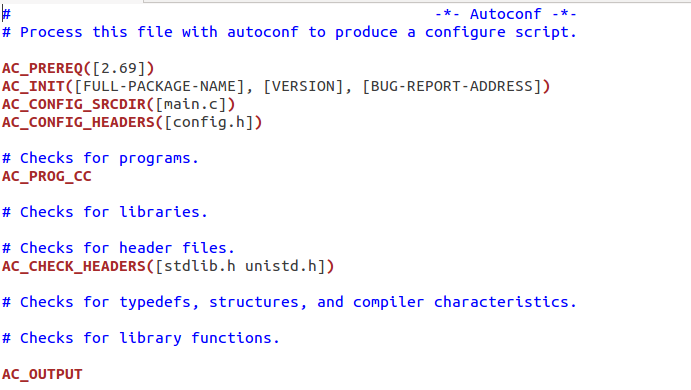 # -*- Autoconf -*-
# Process this file with autoconf to produce a configure script.
AC_PREREQ([2.69])
AC_INIT([FULL-PACKAGE-NAME], [VERSION], [BUG-REPORT-ADDRESS])
AC_CONFIG_SRCDIR([main.c])
AC_CONFIG_HEADERS([config.h])
# Checks for programs.
AC_PROG_CC
# Checks for libraries.
# Checks for header files.
AC_CHECK_HEADERS([stdlib.h unistd.h])
# Checks for typedefs, structures, and compiler characteristics.
# Checks for library functions.
AC_OUTPUT